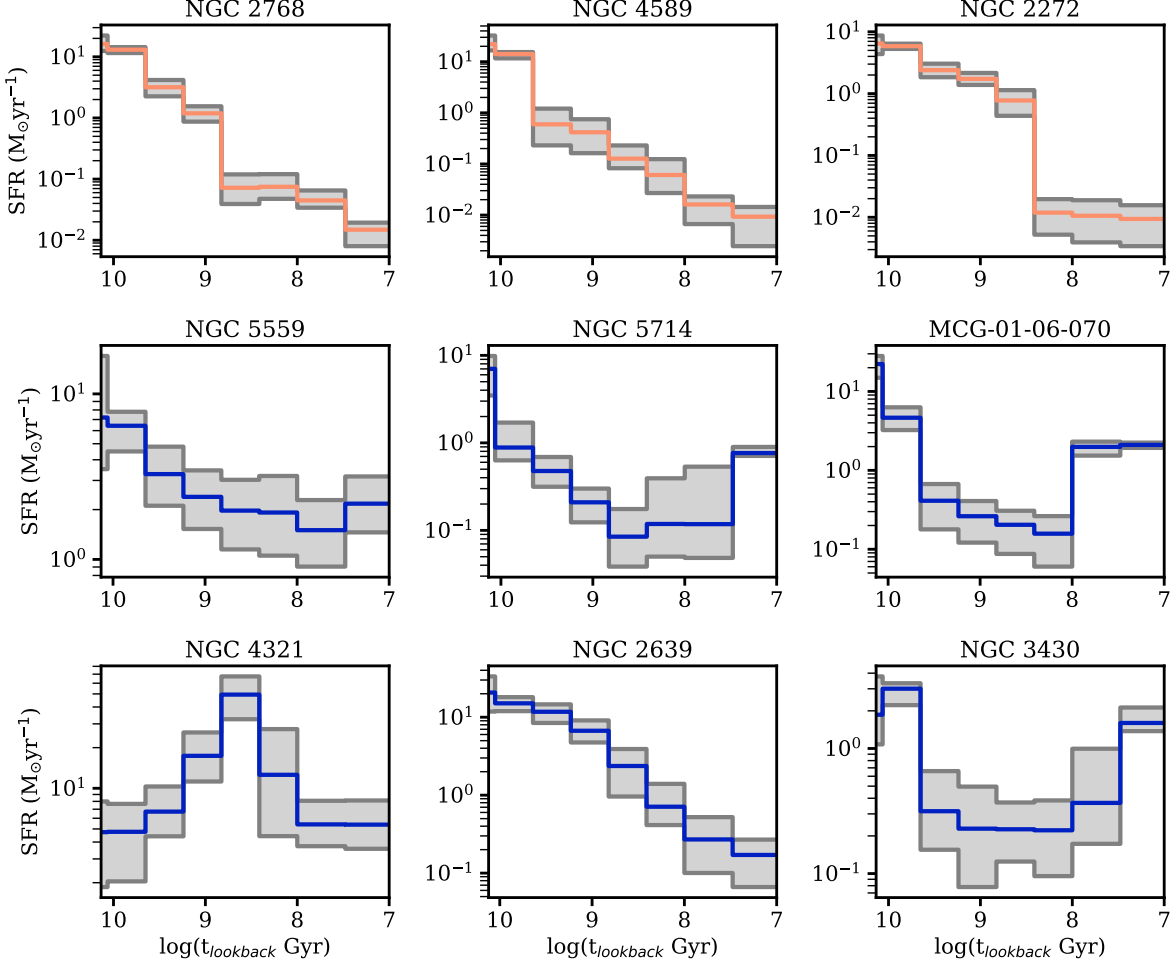 NGC 2768 NGC 4589 NGC 2272
SFR (M⊙yr⁻¹)
10¹ 10⁰ 10⁻¹ 10⁻²
10¹ 10⁰ 10⁻¹ 10⁻²
10¹ 10⁰ 10⁻¹ 10⁻²
10 9 8 7 10 9 8 7 10 9 8 7
NGC 5559 NGC 5714 MCG-01-06-070
SFR (M⊙yr⁻¹)
10¹ 10⁰
10¹ 10⁰ 10⁻¹
10¹ 10⁰ 10⁻¹
10 9 8 7 10 9 8 7 10 9 8 7
NGC 4321 NGC 2639 NGC 3430
SFR (M⊙yr⁻¹)
10¹
10¹ 10⁰ 10⁻¹
10⁰ 10⁻¹
10 9 8 7 10 9 8 7 10 9 8 7
log(t_lookback Gyr) log(t_lookback Gyr) log(t_lookback Gyr)